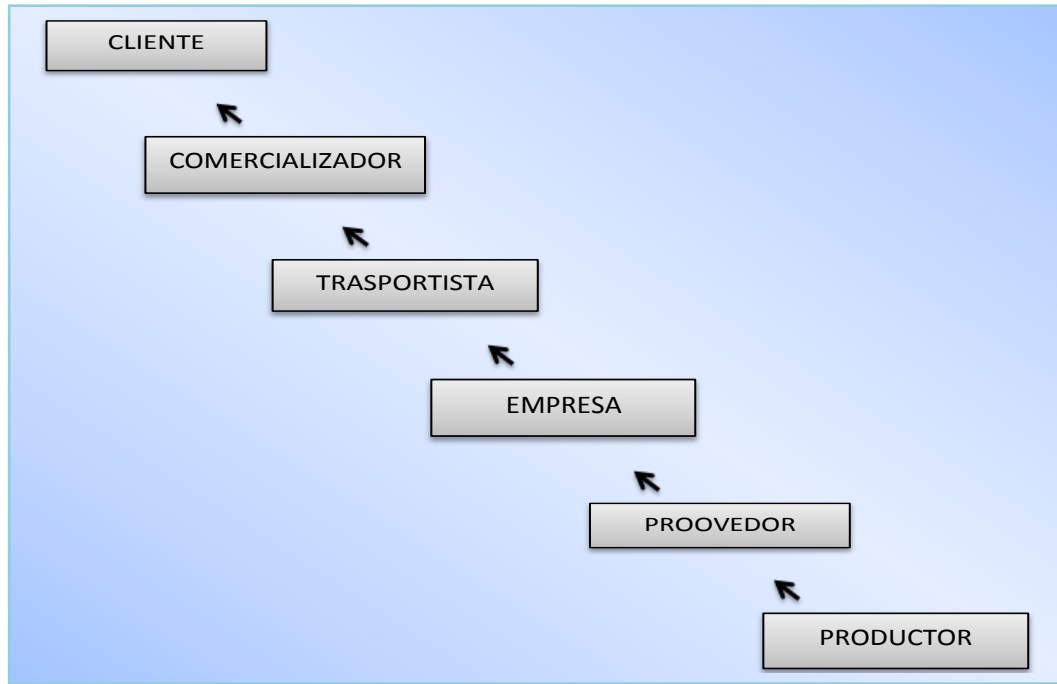 CLIENTE
COMERCIALIZADOR
TRASPORTISTA
EMPRESA
PROOVEDOR
PRODUCTOR